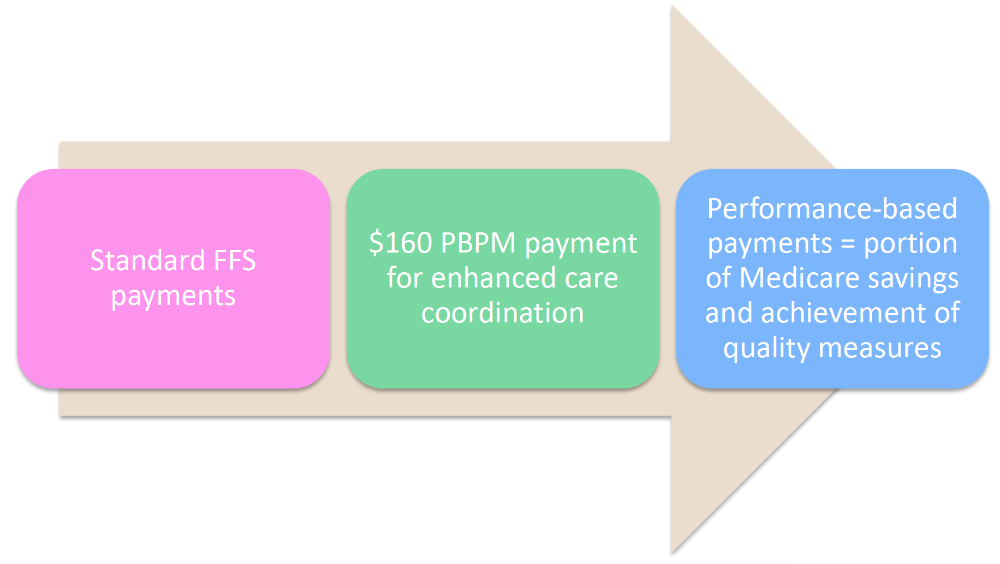 Standard FFS
payments
$160 PBPM payment
for enhanced care
coordination
Performance-based
payments = portion
of Medicare savings
and achievement of
quality measures